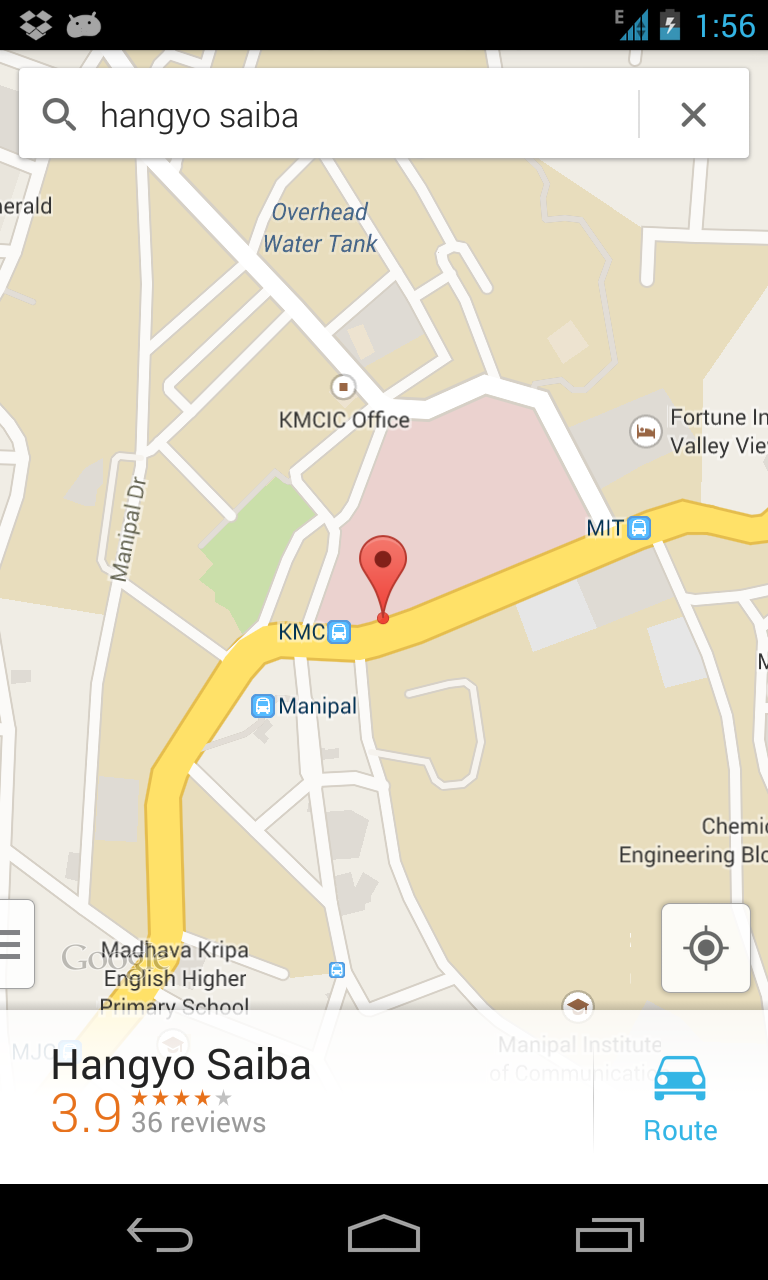 E 1:56
hangyo saiba
erald
Overhead
Water Tank
KMCIC Office
Fortune In
Valley Vie
Manipal Dr
MIT
KMC
Manipal
Chemic
Engineering Blo
Google
Madhava Kripa
English Higher
Primary School
MJC
Manipal Institute
of Communicatio
Hangyo Saiba
3.9
36 reviews
Route